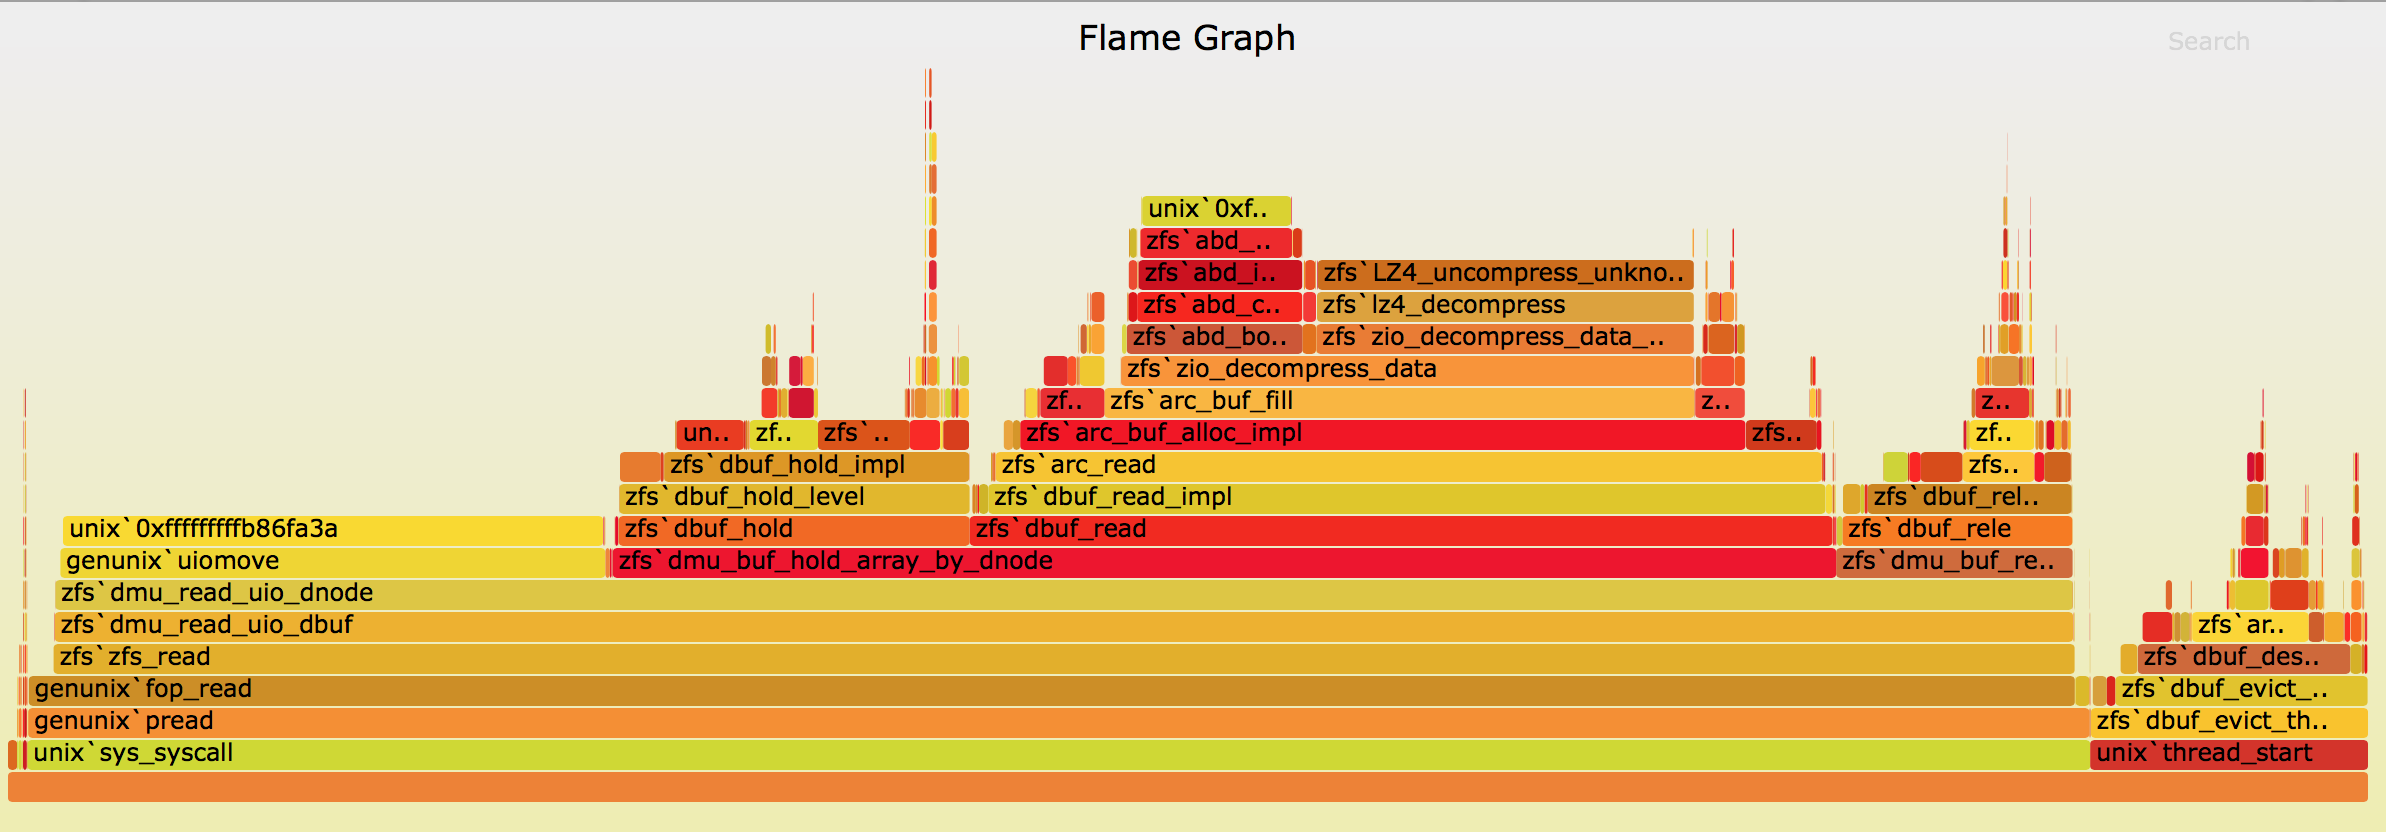 Flame Graph
Search
unix`0xf..
zfs`abd_..
zfs`abd_i.. zfs`LZ4_uncompress_unkno..
zfs`abd_c.. zfs`lz4_decompress
zfs`abd_bo.. zfs`zio_decompress_data_..
zfs`zio_decompress_data
zf.. zfs`arc_buf_fill z.. z..
un.. zf.. zfs`.. zfs`arc_buf_alloc_impl zfs.. zf..
zfs`dbuf_hold_impl zfs`arc_read zfs..
zfs`dbuf_hold_level zfs`dbuf_read_impl zfs`dbuf_rel..
unix`0xfffffffffb86fa3a zfs`dbuf_hold zfs`dbuf_read zfs`dbuf_rele
genunix`uiomove zfs`dmu_buf_hold_array_by_dnode zfs`dmu_buf_re..
zfs`dmu_read_uio_dnode
zfs`dmu_read_uio_dbuf zfs`ar..
zfs`zfs_read zfs`dbuf_des..
genunix`fop_read zfs`dbuf_evict_..
genunix`pread zfs`dbuf_evict_th..
unix`sys_syscall unix`thread_start